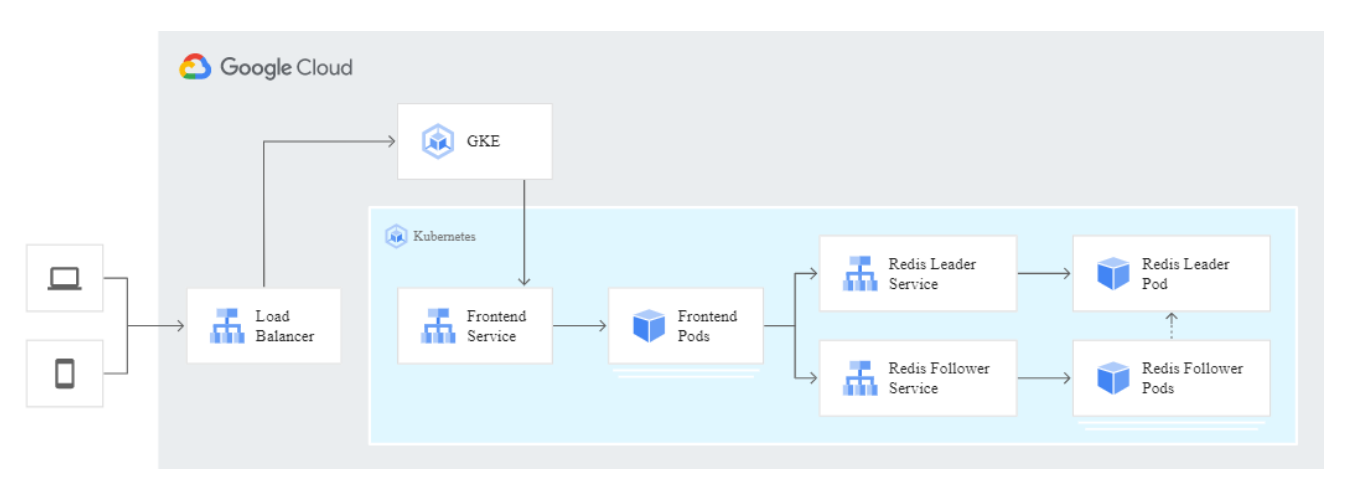 Google Cloud
GKE
Kubernetes
Load
Balancer
Frontend
Service
Frontend
Pods
Redis Leader
Service
Redis Leader
Pod
Redis Follower
Service
Redis Follower
Pods